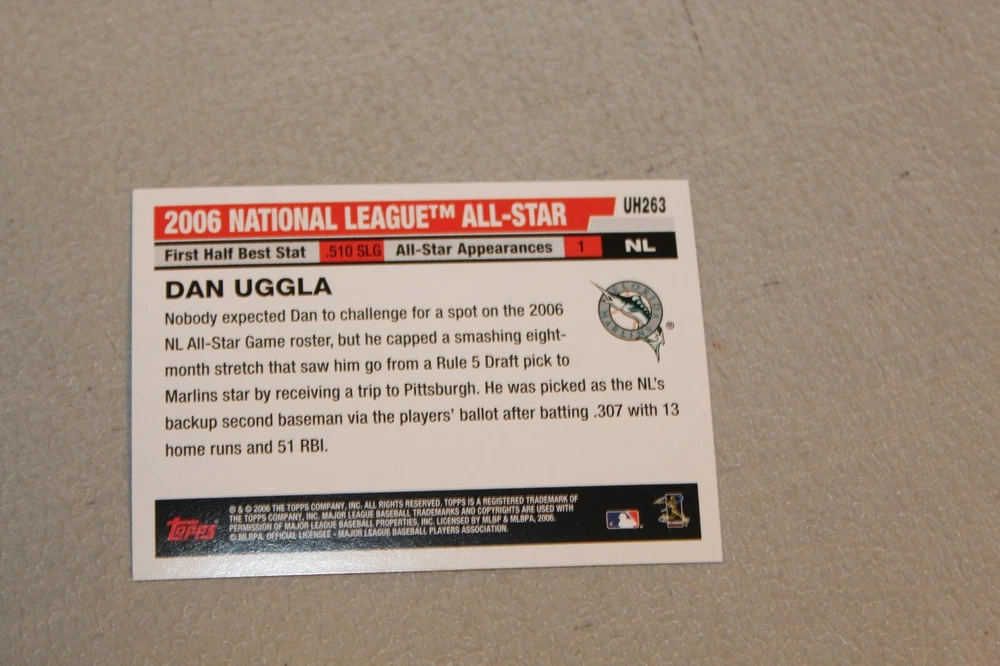 2006 NATIONAL LEAGUE™ ALL-STAR
UH263
First Half Best Stat .510 SLG All-Star Appearances 1 NL
DAN UGGLA
Nobody expected Dan to challenge for a spot on the 2006
NL All-Star Game roster, but he capped a smashing eight-
month stretch that saw him go from a Rule 5 Draft pick to
Marlins star by receiving a trip to Pittsburgh. He was picked as the NL's
backup second baseman via the players' ballot after batting .307 with 13
home runs and 51 RBI.
FLORIDA
MARLINS
®
Topps
® & © 2006 THE TOPPS COMPANY, INC. ALL RIGHTS RESERVED. TOPPS IS A REGISTERED TRADEMARK OF
THE TOPPS COMPANY, INC. MAJOR LEAGUE BASEBALL TRADEMARKS AND COPYRIGHTS ARE USED WITH
PERMISSION OF MAJOR LEAGUE BASEBALL PROPERTIES, INC. LICENSED BY MLBP & MLBPA, 2006.
© MLBPA. OFFICIAL LICENSEE - MAJOR LEAGUE BASEBALL PLAYERS ASSOCIATION.